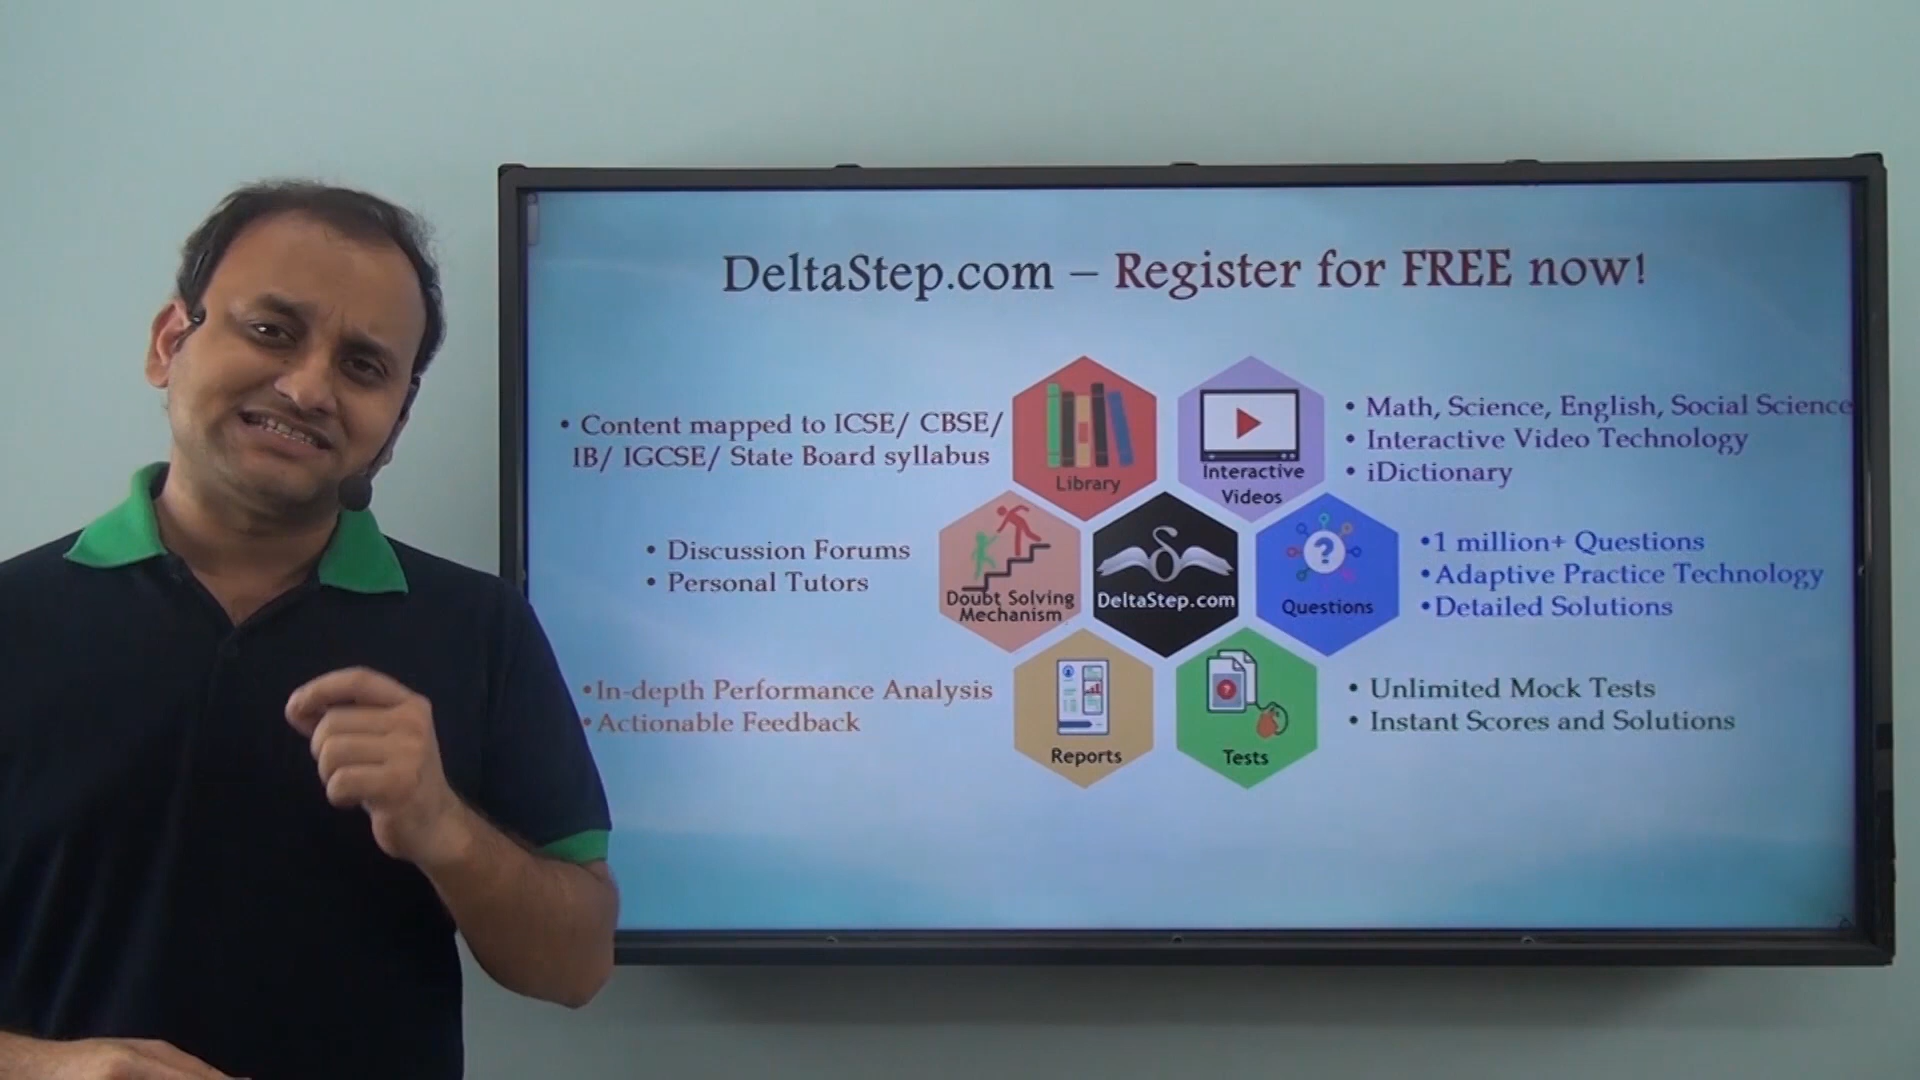 DeltaStep.com – Register for FREE now!
• Content mapped to ICSE/ CBSE/
IB/ IGCSE/ State Board syllabus
Library
Interactive
Videos
• Math, Science, English, Social Science
• Interactive Video Technology
• iDictionary
• Discussion Forums
• Personal Tutors
Doubt Solving
Mechanism
DeltaStep.com
?
Questions
•1 million+ Questions
•Adaptive Practice Technology
•Detailed Solutions
•In-depth Performance Analysis
•Actionable Feedback
Reports
?
Tests
• Unlimited Mock Tests
• Instant Scores and Solutions